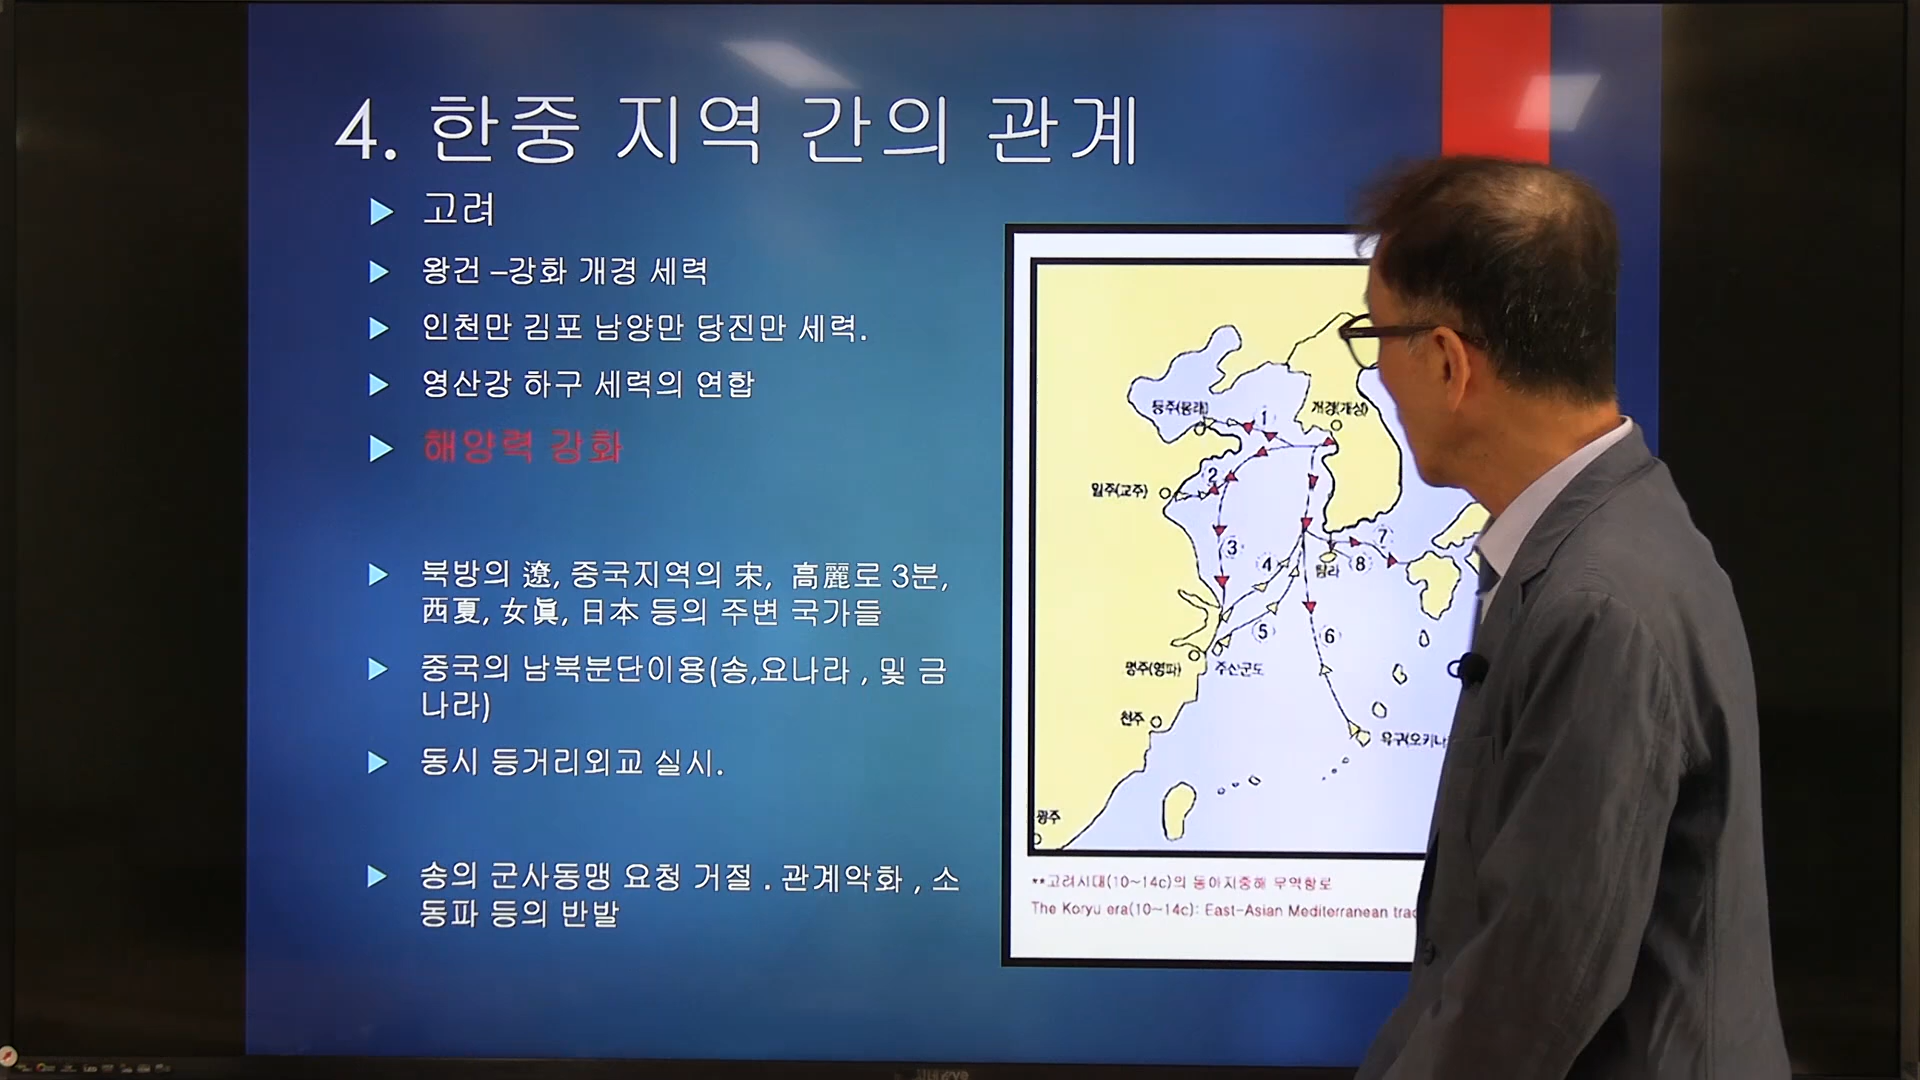 4. 한중 지역 간의 관계
고려
왕건 –강화 개경 세력
인천만 김포 남양만 당진만 세력.
영산강 하구 세력의 연합
해양력 강화
북방의 遼, 중국지역의 宋, 高麗로 3분,
西夏, 女眞, 日本 등의 주변 국가들
중국의 남북분단이용(송,요나라 , 및 금
나라)
동시 등거리외교 실시.
송의 군사동맹 요청 거절 . 관계악화 , 소
동파 등의 반발
등주(봉래)
개경(개성)
1
2
밀주(교주)
3
4
7
8
탐라
5
6
명주(영파)
주산군도
천주
유구(오키나
광주
**고려시대(10~14c)의 동아지중해 무역항로
The Koryu era(10~14c): East-Asian Mediterranean